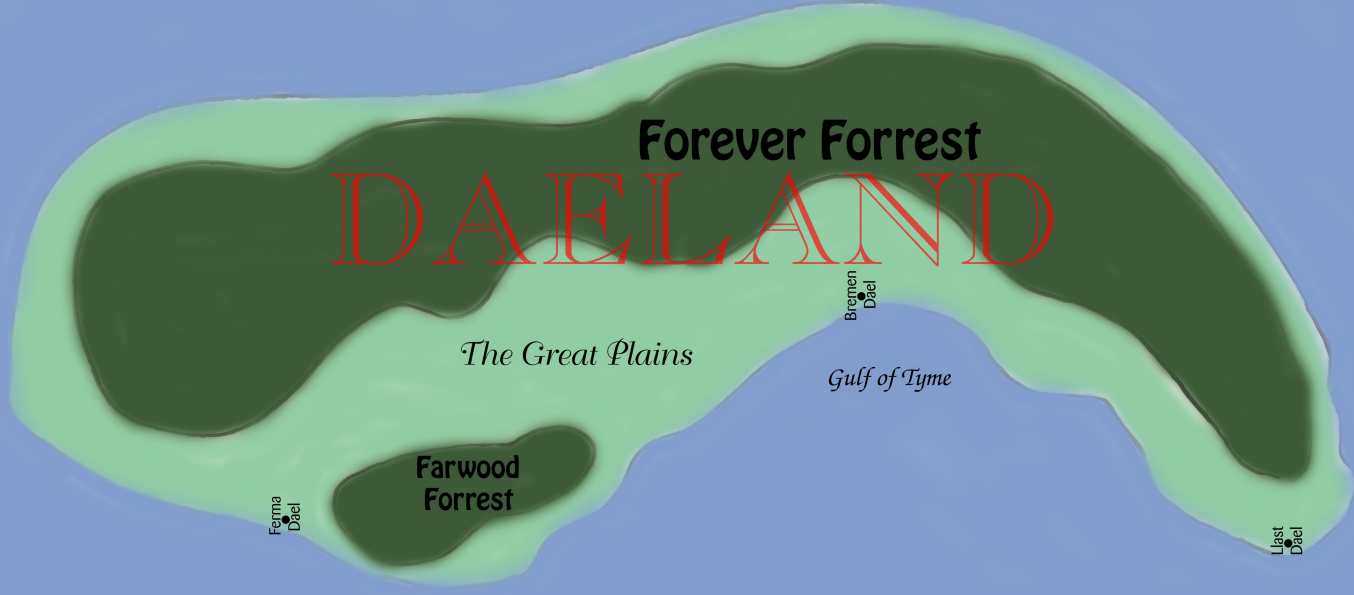 Forever Forrest
DAELAND
Bremen
Dael
The Great Plains
Gulf of Tyme
Farwood
Forrest
Ferma
Dael
Llast
Dael